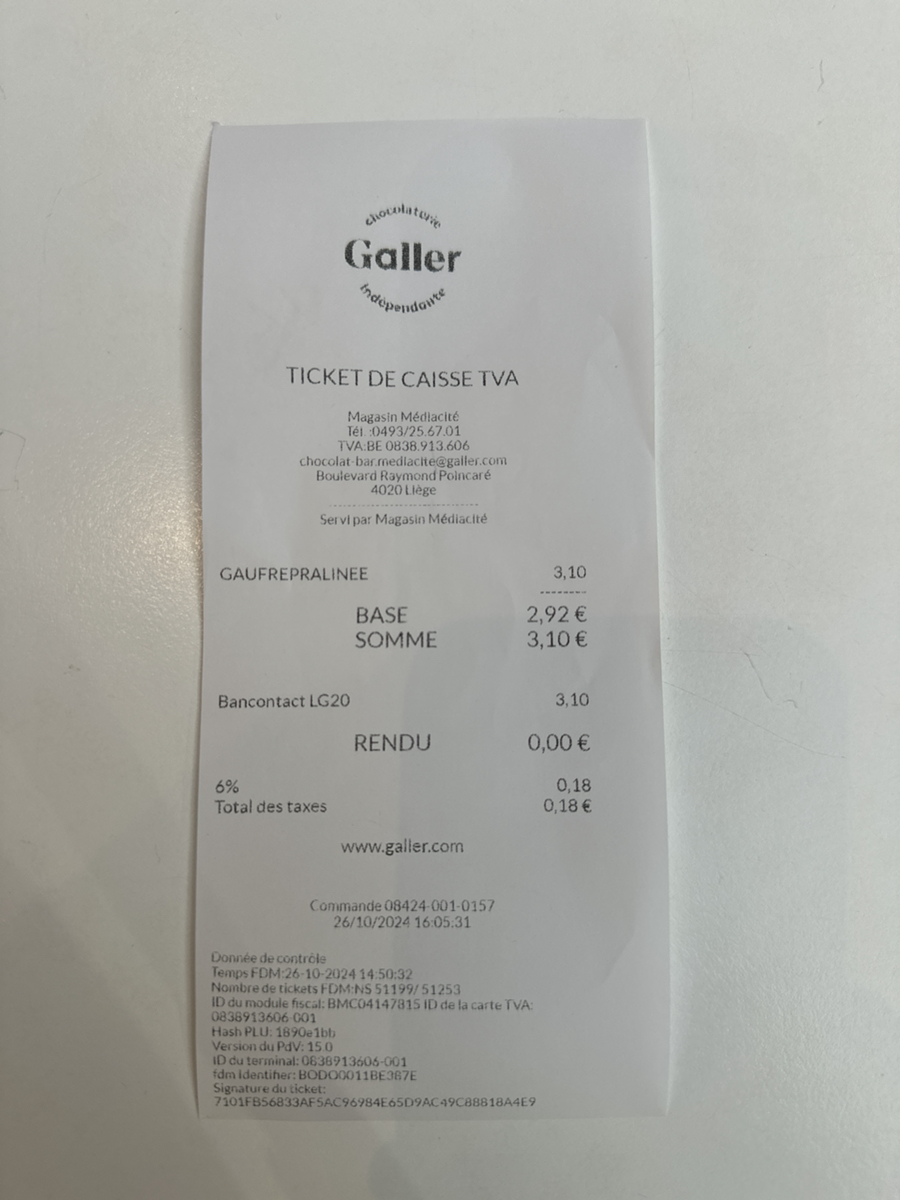 chocolaterie
Galler
indépendante
TICKET DE CAISSE TVA
Magasin Médiacité
Tél. :0493/25.67.01
TVA:BE 0838.913.606
chocolat-bar.mediacite@galler.com
Boulevard Raymond Poincaré
4020 Liège
Servi par Magasin Médiacité
GAUFREPRALINEE 3,10
BASE 2,92 €
SOMME 3,10 €
Bancontact LG20 3,10
RENDU 0,00 €
6% 0,18
Total des taxes 0,18 €
www.galler.com
Commande 08424-001-0157
26/10/2024 16:05:31
Donnée de contrôle
Temps FDM:26-10-2024 14:50:32
Nombre de tickets FDM:NS 51199/ 51253
ID du module fiscal: BMC04147815 ID de la carte TVA:
0838913606-001
Hash PLU: 1890e1bb
Version du PdV: 15.0
ID du terminal: 0838913606-001
fdm identifier: BODO0011BE387E
Signature du ticket:
7101FB56833AF5AC96984E65D9AC49C88818A4E9